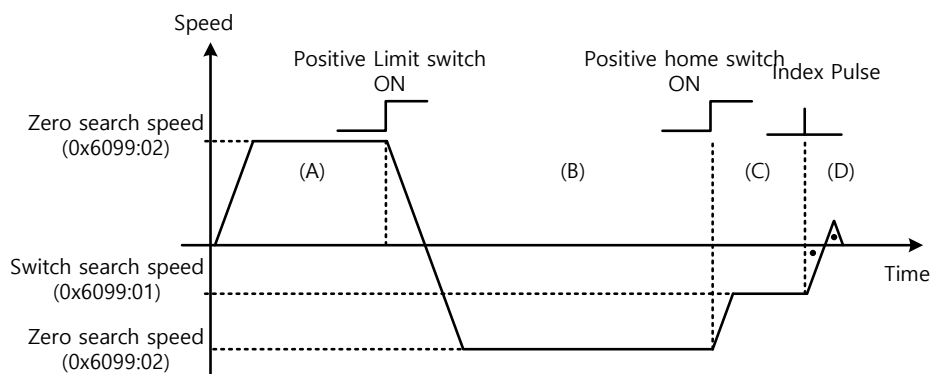 Speed
Positive Limit switch
ON
Positive home switch
ON
Index Pulse
Zero search speed
(0x6099:02)
(A)
(B)
(C)
(D)
Switch search speed
(0x6099:01)
Time
Zero search speed
(0x6099:02)